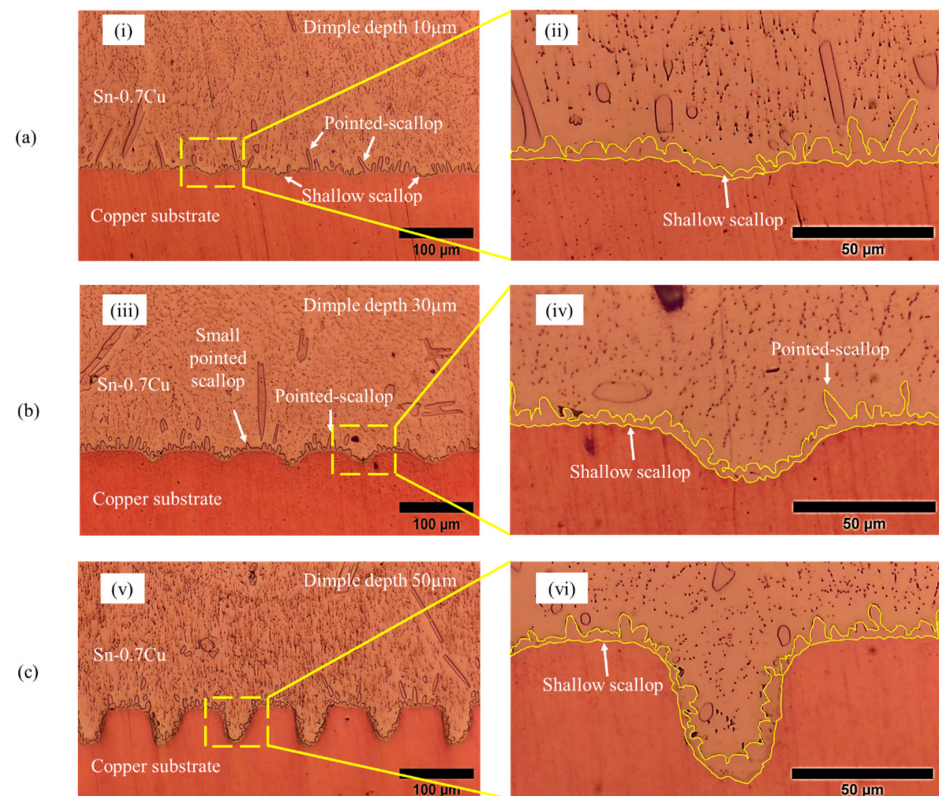 (a)
(i)
Dimple depth 10µm
Sn-0.7Cu
Pointed-scallop
Shallow scallop
Copper substrate
100 µm
(ii)
Shallow scallop
50 µm
(b)
(iii)
Dimple depth 30µm
Small
pointed
scallop
Sn-0.7Cu
Pointed-scallop
Copper substrate
100 µm
(iv)
Pointed-scallop
Shallow scallop
50 µm
(c)
(v)
Dimple depth 50µm
Sn-0.7Cu
Copper substrate
100 µm
(vi)
Shallow scallop
50 µm